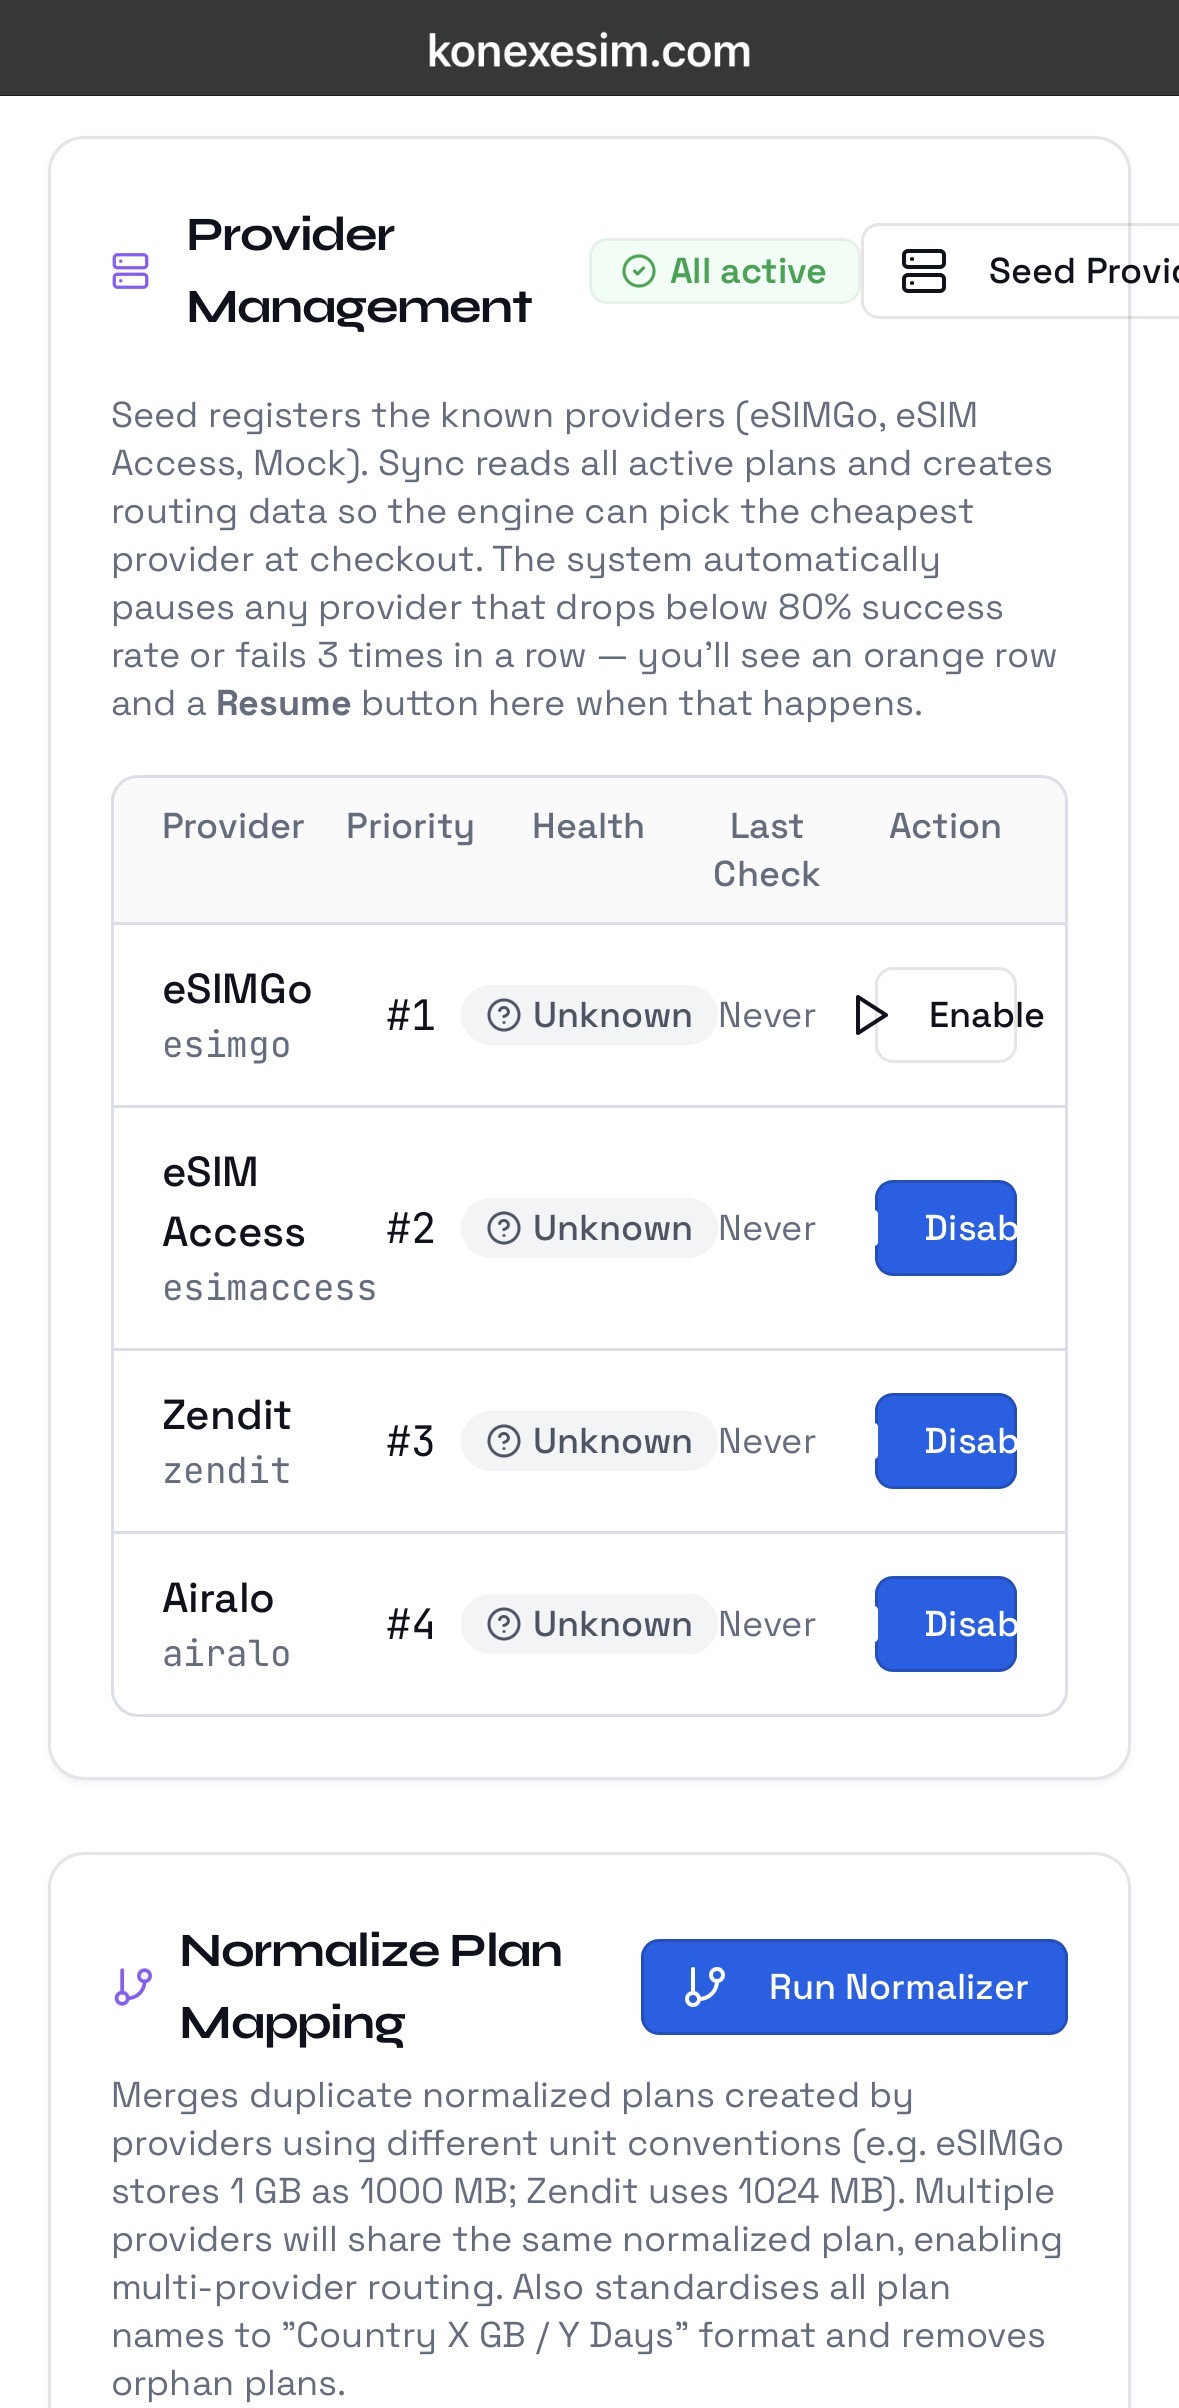 konexesim.com
Provider
Management
All active
Seed Provid
Seed registers the known providers (eSIMGo, eSIM
Access, Mock). Sync reads all active plans and creates
routing data so the engine can pick the cheapest
provider at checkout. The system automatically
pauses any provider that drops below 80% success
rate or fails 3 times in a row — you'll see an orange row
and a Resume button here when that happens.
Provider Priority Health Last Check Action
eSIMGo
esimgo
#1 Unknown Never Enable
eSIM
Access
esimaccess
#2 Unknown Never Disab
Zendit
zendit
#3 Unknown Never Disab
Airalo
airalo
#4 Unknown Never Disab
Normalize Plan
Mapping
Run Normalizer
Merges duplicate normalized plans created by
providers using different unit conventions (e.g. eSIMGo
stores 1 GB as 1000 MB; Zendit uses 1024 MB). Multiple
providers will share the same normalized plan, enabling
multi-provider routing. Also standardises all plan
names to "Country X GB / Y Days" format and removes
orphan plans.